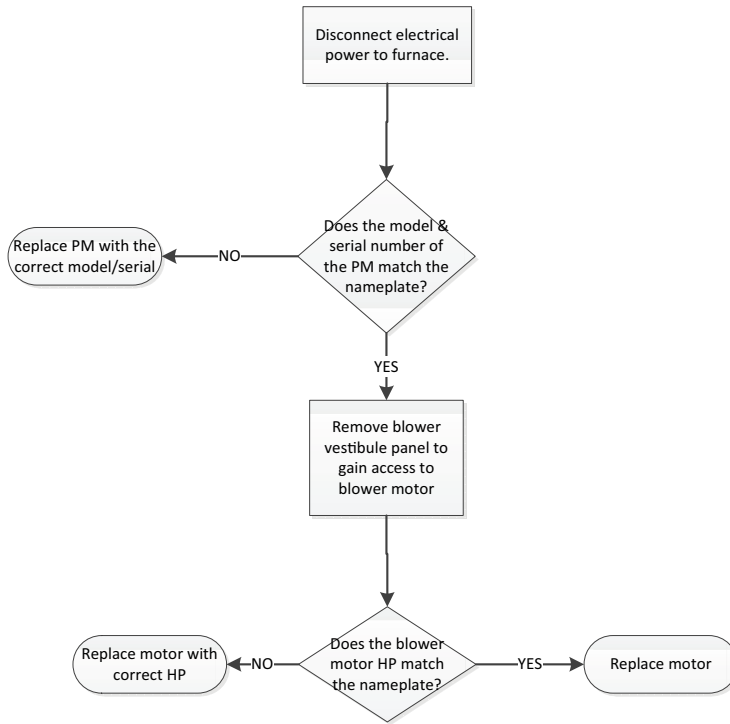 Disconnect electrical
power to furnace.
Does the model &
serial number of
the PM match the
nameplate?
NO
Replace PM with the
correct model/serial
YES
Remove blower
vestibule panel to
gain access to
blower motor
Does the blower
motor HP match
the nameplate?
NO
Replace motor with
correct HP
YES
Replace motor